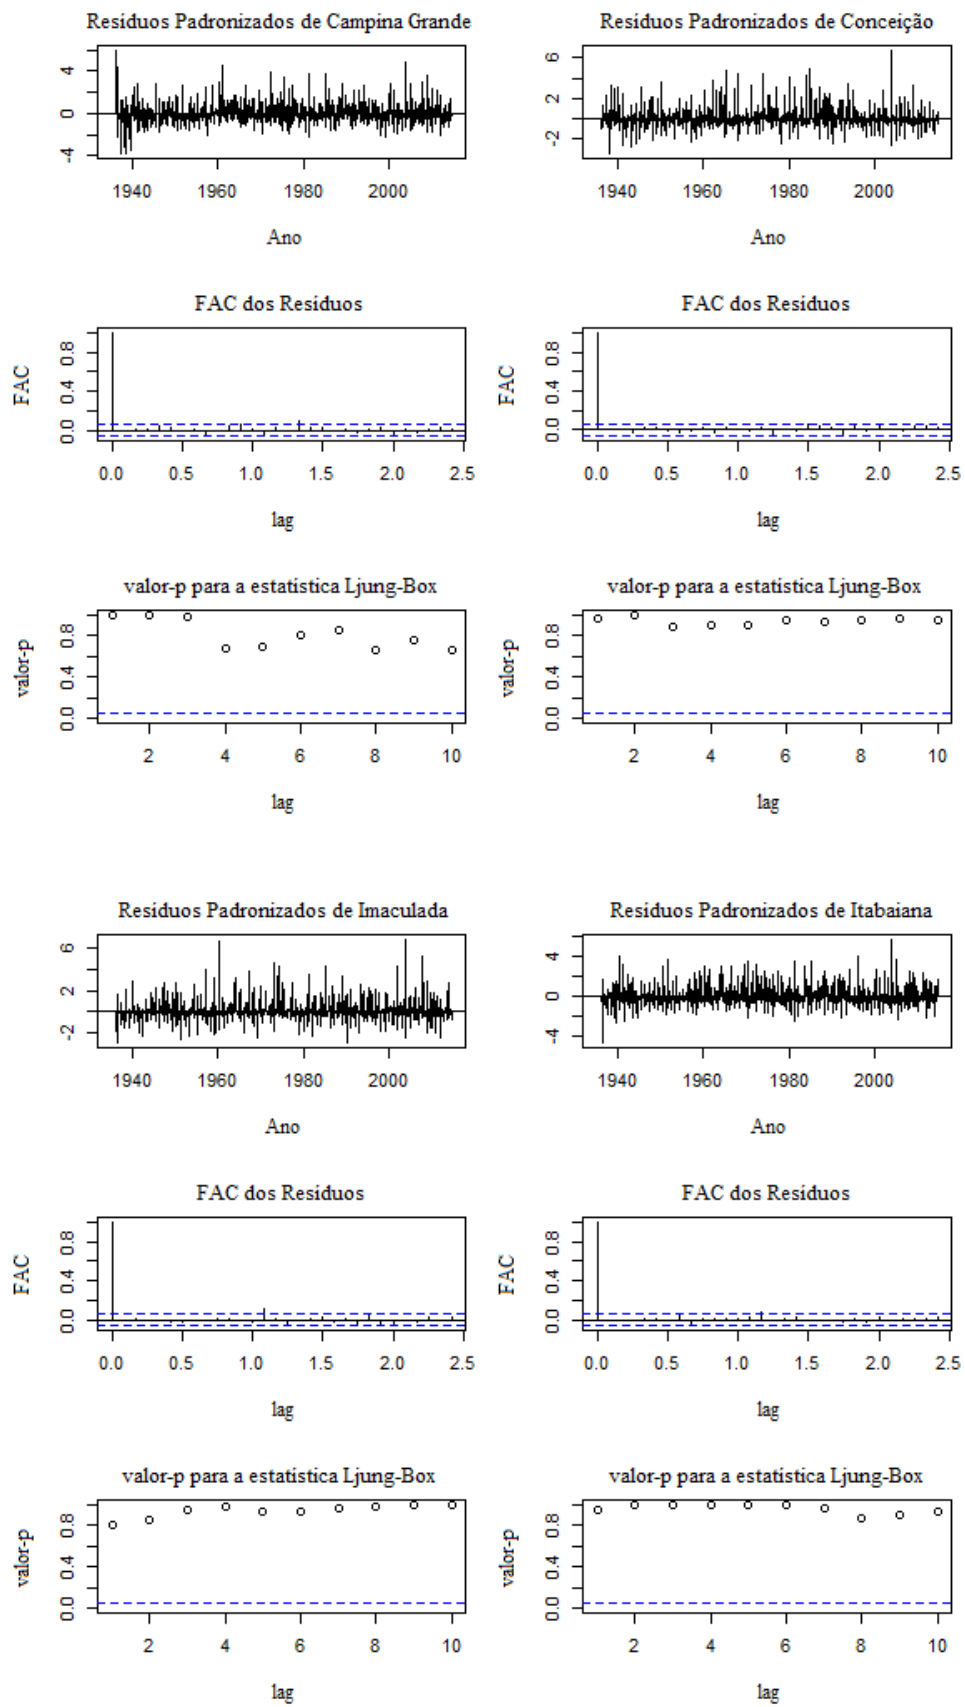 Resíduos Padronizados de Campina Grande
4
0
-4
1940 1960 1980 2000
Ano
FAC dos Resíduos
FAC
0.8
0.4
0.0
0.0 0.5 1.0 1.5 2.0 2.5
lag
valor-p para a estatística Ljung-Box
valor-p
0.8
0.4
0.0
2 4 6 8 10
lag
Resíduos Padronizados de Conceição
6
2
-2
1940 1960 1980 2000
Ano
FAC dos Resíduos
FAC
0.8
0.4
0.0
0.0 0.5 1.0 1.5 2.0 2.5
lag
valor-p para a estatística Ljung-Box
valor-p
0.8
0.4
0.0
2 4 6 8 10
lag
Resíduos Padronizados de Imaculada
6
2
-2
1940 1960 1980 2000
Ano
FAC dos Resíduos
FAC
0.8
0.4
0.0
0.0 0.5 1.0 1.5 2.0 2.5
lag
valor-p para a estatística Ljung-Box
valor-p
0.8
0.4
0.0
2 4 6 8 10
lag
Resíduos Padronizados de Itabaiana
4
0
-4
1940 1960 1980 2000
Ano
FAC dos Resíduos
FAC
0.8
0.4
0.0
0.0 0.5 1.0 1.5 2.0 2.5
lag
valor-p para a estatística Ljung-Box
valor-p
0.8
0.4
0.0
2 4 6 8 10
lag